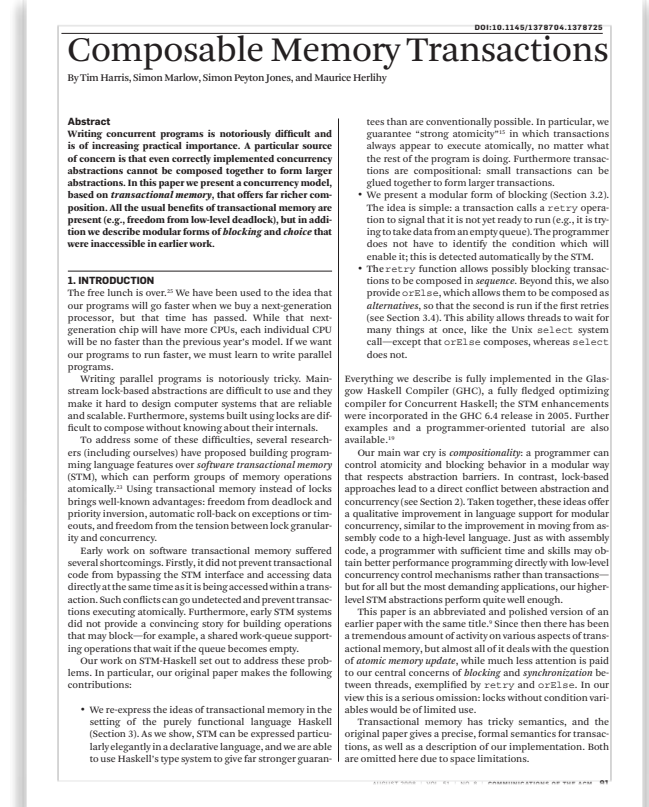 DOI:10.1145/1378704.1378725
Composable Memory Transactions
By Tim Harris, Simon Marlow, Simon Peyton Jones, and Maurice Herlihy
Abstract
Writing concurrent programs is notoriously difficult and
is of increasing practical importance. A particular source
of concern is that even correctly implemented concurrency
abstractions cannot be composed together to form larger
abstractions. In this paper we present a concurrency model,
based on transactional memory, that offers far richer com-
position. All the usual benefits of transactional memory are
present (e.g., freedom from low-level deadlock), but in addi-
tion we describe modular forms of blocking and choice that
were inaccessible in earlier work.
1. INTRODUCTION
The free lunch is over.25 We have been used to the idea that
our programs will go faster when we buy a next-generation
processor, but that time has passed. While that next-
generation chip will have more CPUs, each individual CPU
will be no faster than the previous year's model. If we want
our programs to run faster, we must learn to write parallel
programs.
Writing parallel programs is notoriously tricky. Main-
stream lock-based abstractions are difficult to use and they
make it hard to design computer systems that are reliable
and scalable. Furthermore, systems built using locks are dif-
ficult to compose without knowing about their internals.
To address some of these difficulties, several research-
ers (including ourselves) have proposed building program-
ming language features over software transactional memory
(STM), which can perform groups of memory operations
atomically.23 Using transactional memory instead of locks
brings well-known advantages: freedom from deadlock and
priority inversion, automatic roll-back on exceptions or tim-
eouts, and freedom from the tension between lock granular-
ity and concurrency.
Early work on software transactional memory suffered
several shortcomings. Firstly, it did not prevent transactional
code from bypassing the STM interface and accessing data
directly at the same time as it is being accessed within a trans-
action. Such conflicts can go undetected and prevent transac-
tions executing atomically. Furthermore, early STM systems
did not provide a convincing story for building operations
that may block—for example, a shared work-queue support-
ing operations that wait if the queue becomes empty.
Our work on STM-Haskell set out to address these prob-
lems. In particular, our original paper makes the following
contributions:
• We re-express the ideas of transactional memory in the
setting of the purely functional language Haskell
(Section 3). As we show, STM can be expressed particu-
larly elegantly in a declarative language, and we are able
to use Haskell's type system to give far stronger guaran-
tees than are conventionally possible. In particular, we
guarantee “strong atomicity”15 in which transactions
always appear to execute atomically, no matter what
the rest of the program is doing. Furthermore transac-
tions are compositional: small transactions can be
glued together to form larger transactions.
• We present a modular form of blocking (Section 3.2).
The idea is simple: a transaction calls a retry opera-
tion to signal that it is not yet ready to run (e.g., it is try-
ing to take data from an empty queue). The programmer
does not have to identify the condition which will
enable it; this is detected automatically by the STM.
• The retry function allows possibly blocking transac-
tions to be composed in sequence. Beyond this, we also
provide orElse, which allows them to be composed as
alternatives, so that the second is run if the first retries
(see Section 3.4). This ability allows threads to wait for
many things at once, like the Unix select system
call—except that orElse composes, whereas select
does not.
Everything we describe is fully implemented in the Glas-
gow Haskell Compiler (GHC), a fully fledged optimizing
compiler for Concurrent Haskell; the STM enhancements
were incorporated in the GHC 6.4 release in 2005. Further
examples and a programmer-oriented tutorial are also
available.19
Our main war cry is compositionality: a programmer can
control atomicity and blocking behavior in a modular way
that respects abstraction barriers. In contrast, lock-based
approaches lead to a direct conflict between abstraction and
concurrency (see Section 2). Taken together, these ideas offer
a qualitative improvement in language support for modular
concurrency, similar to the improvement in moving from as-
sembly code to a high-level language. Just as with assembly
code, a programmer with sufficient time and skills may ob-
tain better performance programming directly with low-level
concurrency control mechanisms rather than transactions—
but for all but the most demanding applications, our higher-
level STM abstractions perform quite well enough.
This paper is an abbreviated and polished version of an
earlier paper with the same title.9 Since then there has been
a tremendous amount of activity on various aspects of trans-
actional memory, but almost all of it deals with the question
of atomic memory update, while much less attention is paid
to our central concerns of blocking and synchronization be-
tween threads, exemplified by retry and orElse. In our
view this is a serious omission: locks without condition vari-
ables would be of limited use.
Transactional memory has tricky semantics, and the
original paper gives a precise, formal semantics for transac-
tions, as well as a description of our implementation. Both
are omitted here due to space limitations.